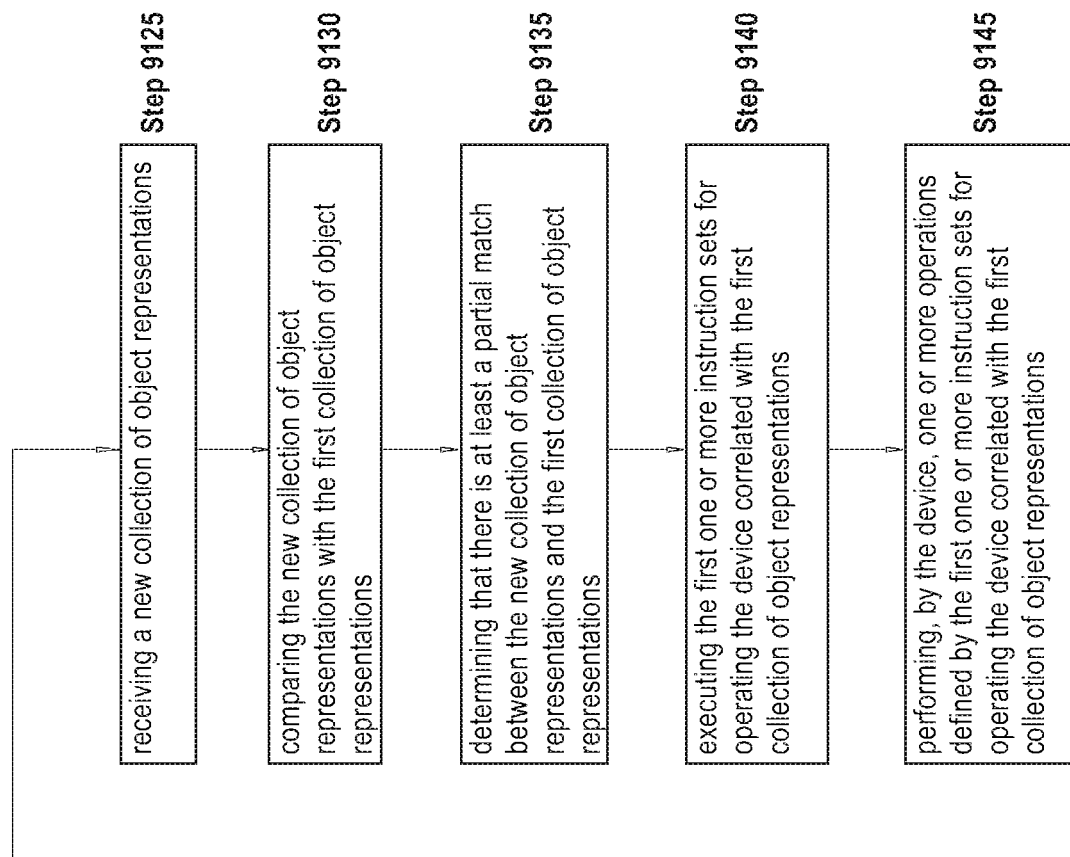 receiving a new collection of object representations
Step 9125
comparing the new collection of object
representations with the first collection of object
representations
Step 9130
determining that there is at least a partial match
between the new collection of object
representations and the first collection of object
representations
Step 9135
executing the first one or more instruction sets for
operating the device correlated with the first
collection of object representations
Step 9140
performing, by the device, one or more operations
defined by the first one or more instruction sets for
operating the device correlated with the first
collection of object representations
Step 9145